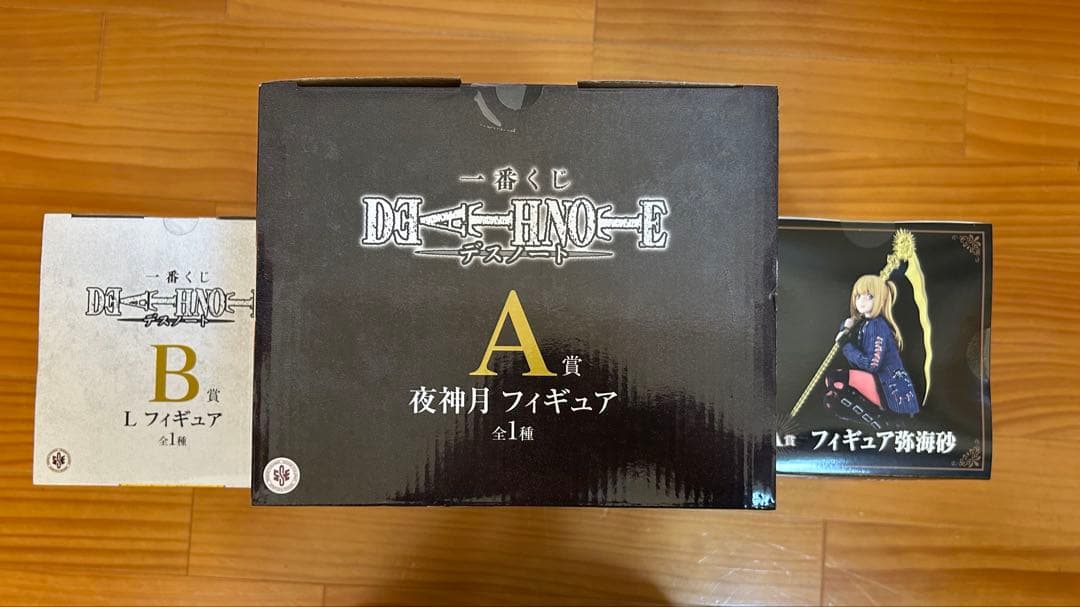 一番くじ
DEATH NOTE
デスノート
B賞
L フィギュア
全1種
一番くじ
DEATH NOTE
デスノート
A賞
夜神月 フィギュア
全1種
A賞 フィギュア弥海砂